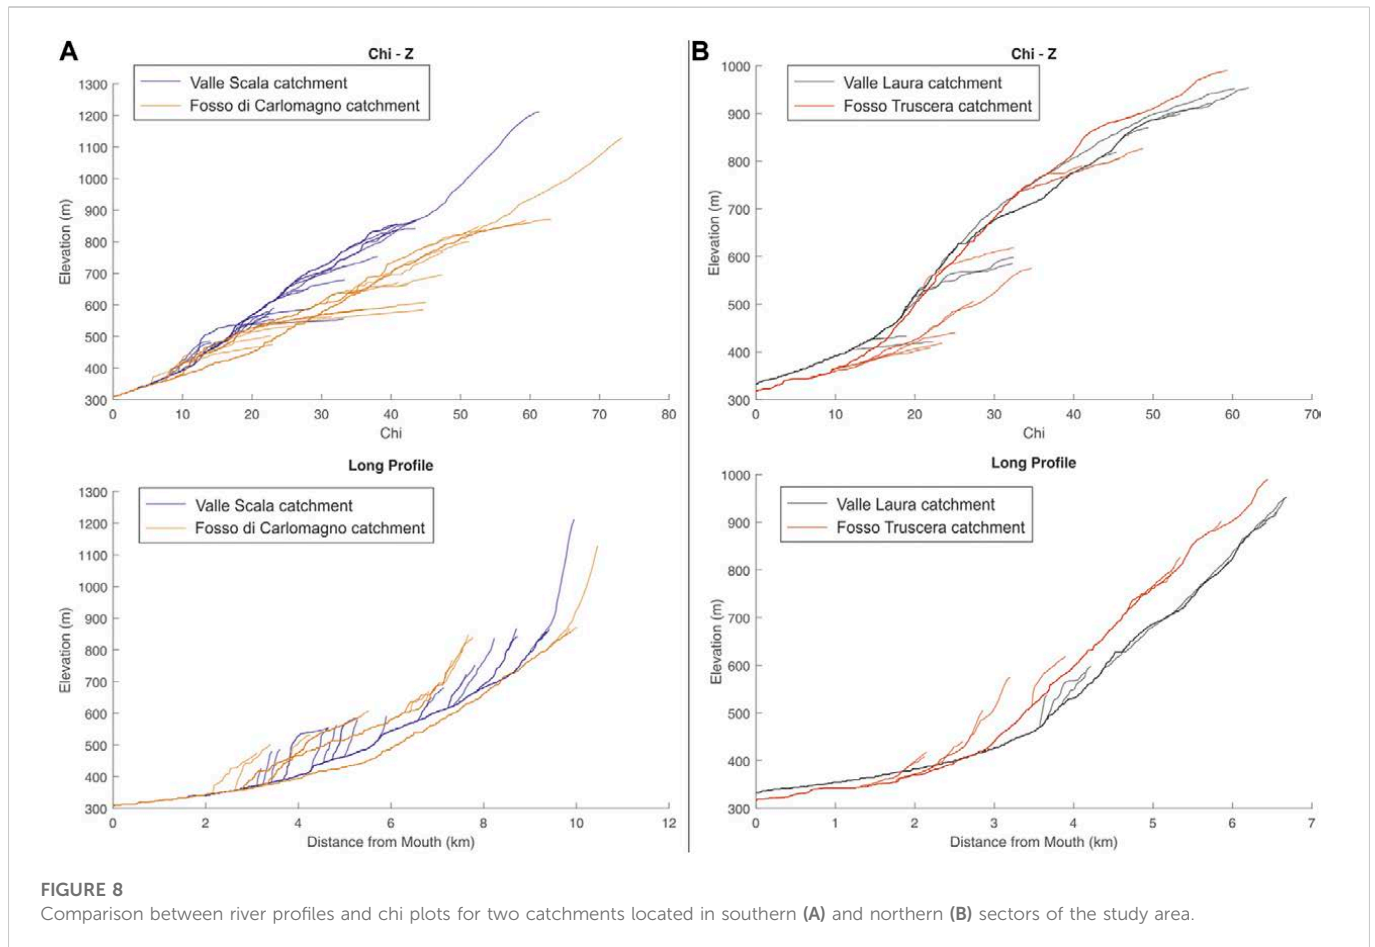 A
Chi - Z
Valle Scala catchment
Fosso di Carlomagno catchment
1300
1200
1100
1000
900
800
700
600
500
400
300
Elevation (m)
0 10 20 30 40 50 60 70 80
Chi
B
Chi - Z
Valle Laura catchment
Fosso Truscera catchment
1000
900
800
700
600
500
400
300
Elevation (m)
0 10 20 30 40 50 60 70
Chi
Long Profile
Valle Scala catchment
Fosso di Carlomagno catchment
1300
1200
1100
1000
900
800
700
600
500
400
300
Elevation (m)
0 2 4 6 8 10 12
Distance from Mouth (km)
Long Profile
Valle Laura catchment
Fosso Truscera catchment
1000
900
800
700
600
500
400
300
Elevation (m)
0 1 2 3 4 5 6 7
Distance from Mouth (km)
FIGURE 8
Comparison between river profiles and chi plots for two catchments located in southern (A) and northern (B) sectors of the study area.